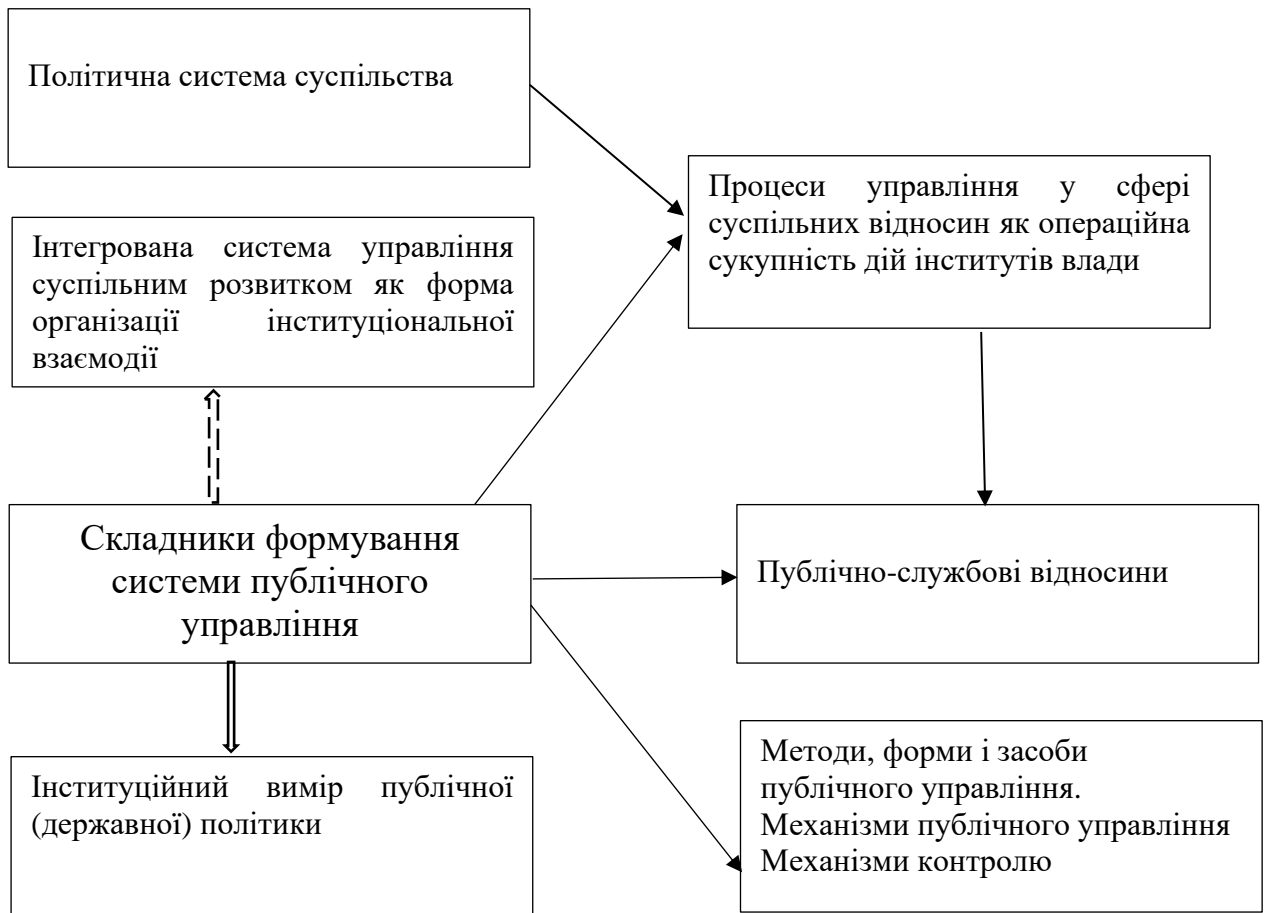 Політична система суспільства
Процеси управління у сфері
суспільних відносин як операційна
сукупність дій інститутів влади
Інтегрована система управління
суспільним розвитком як форма
організації інституціональної
взаємодії
Складники формування
системи публічного
управління
Публічно-службові відносини
Інституційний вимір публічної
(державної) політики
Методи, форми і засоби
публічного управління.
Механізми публічного управління
Механізми контролю